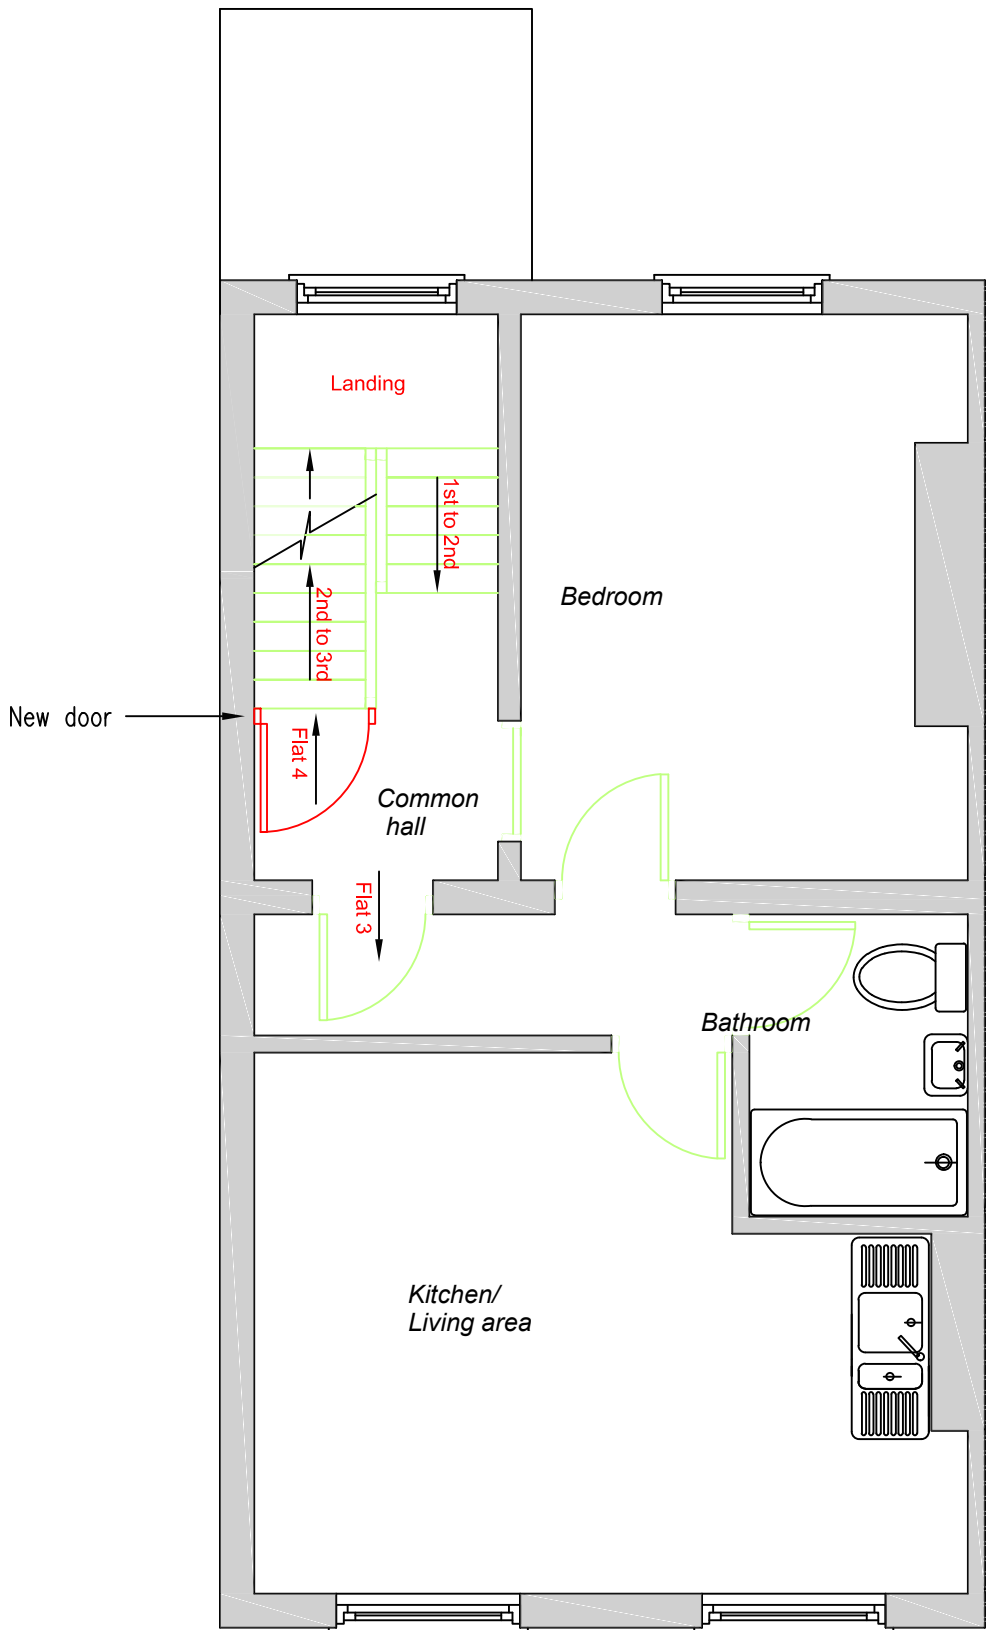 Landing
1st to 2nd
2nd to 3rd
Bedroom
New door
Flat 4
Common
hall
Flat 3
Bathroom
Kitchen/
Living area